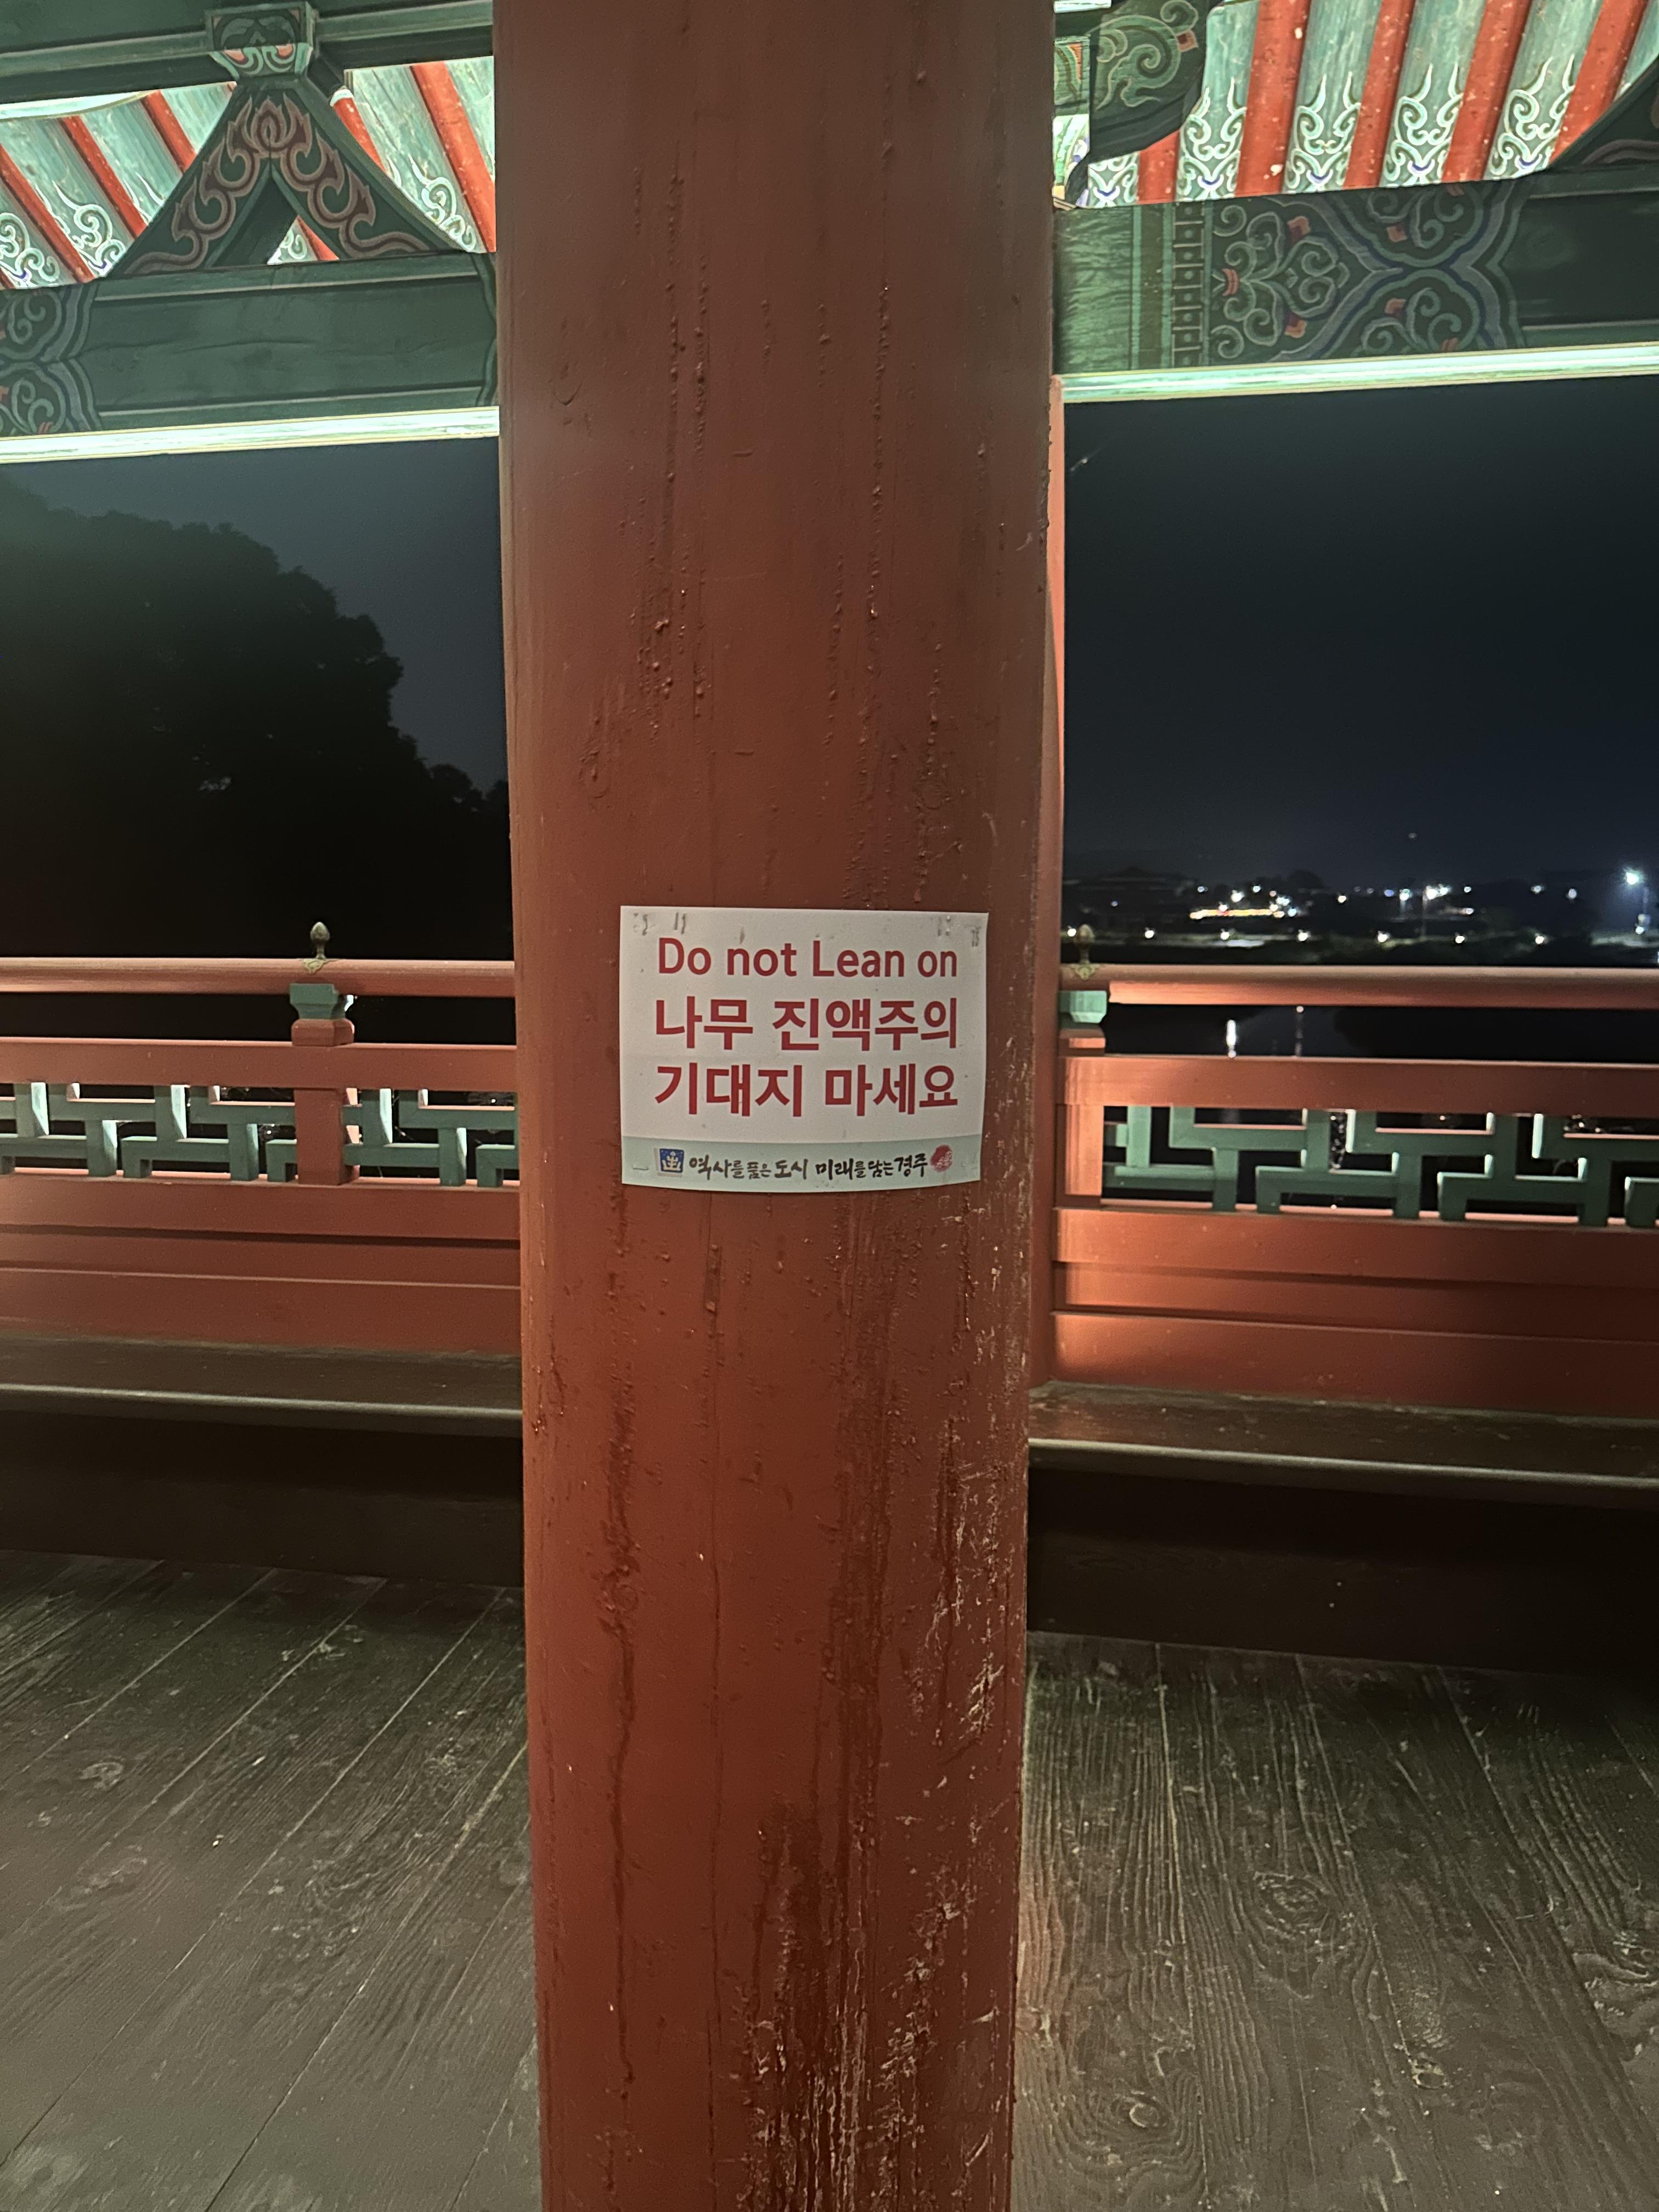 Do not Lean on
나무 진액주의
기대지 마세요
역사를 품은 도시 미래를 담는 경주